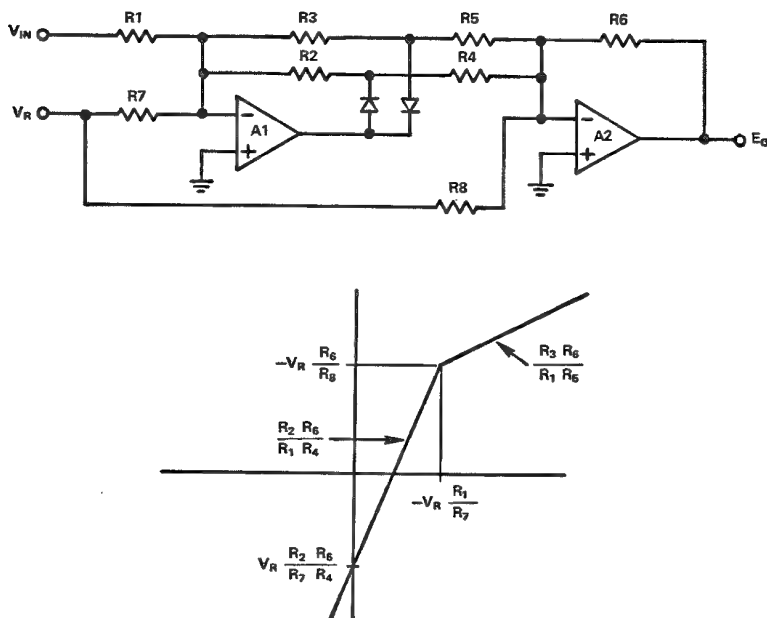 R1 R3 R5 R6
VIN
R2 R4
VR R7
A1 A2 EO
R8
−VR R6/R8
R3 R6/R1 R5
R2 R6/R1 R4
−VR R1/R7
VR R2 R6/R7 R4